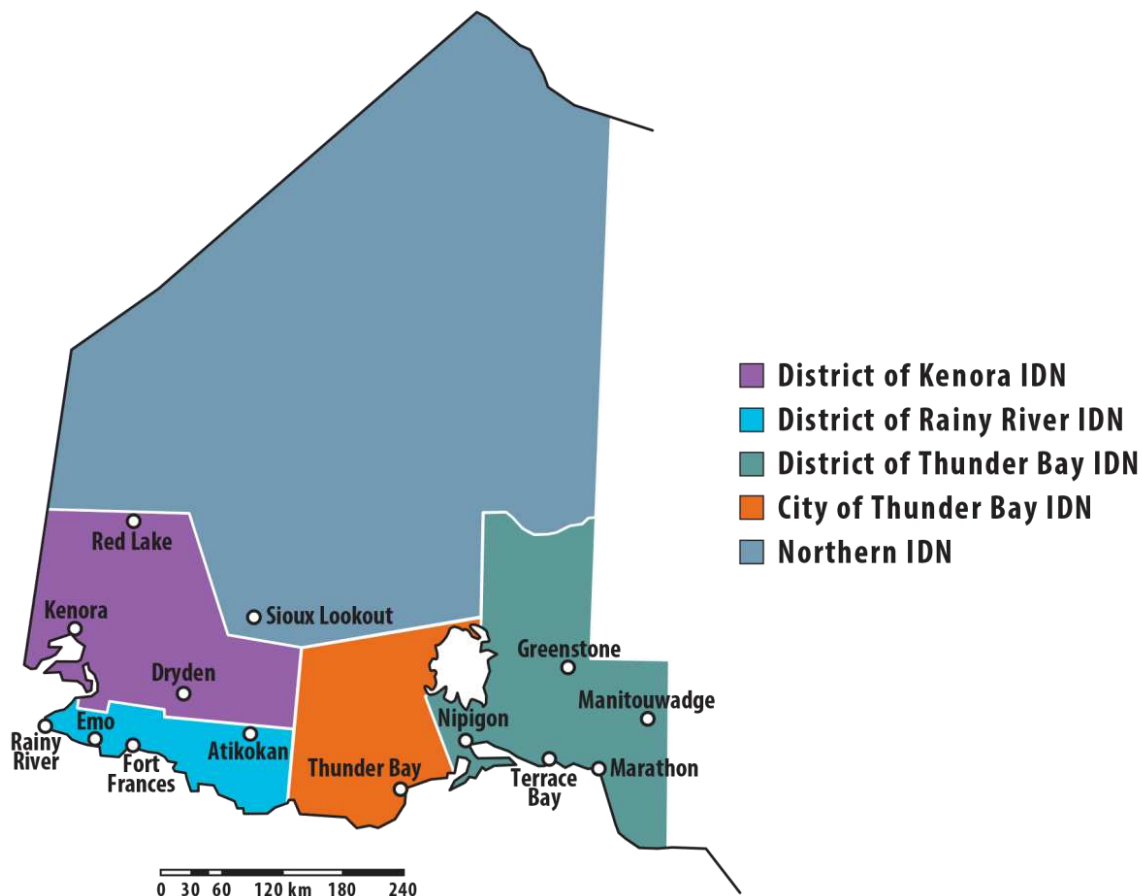 District of Kenora IDN
District of Rainy River IDN
District of Thunder Bay IDN
City of Thunder Bay IDN
Northern IDN
Red Lake
Sioux Lookout
Kenora
Dryden
Greenstone
Manitouwadge
Emo
Nipigon
Rainy
River
Atikokan
Fort
Frances
Thunder Bay
Terrace
Bay
Marathon
0 30 60 120 km 180 240